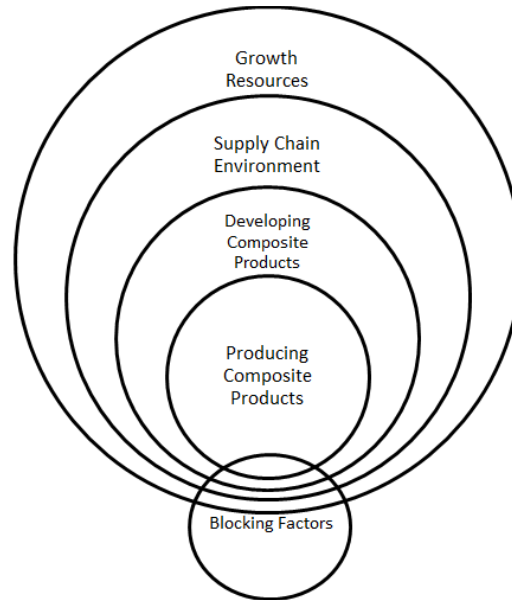 Growth
Resources
Supply Chain
Environment
Developing
Composite
Products
Producing
Composite
Products
Blocking Factors